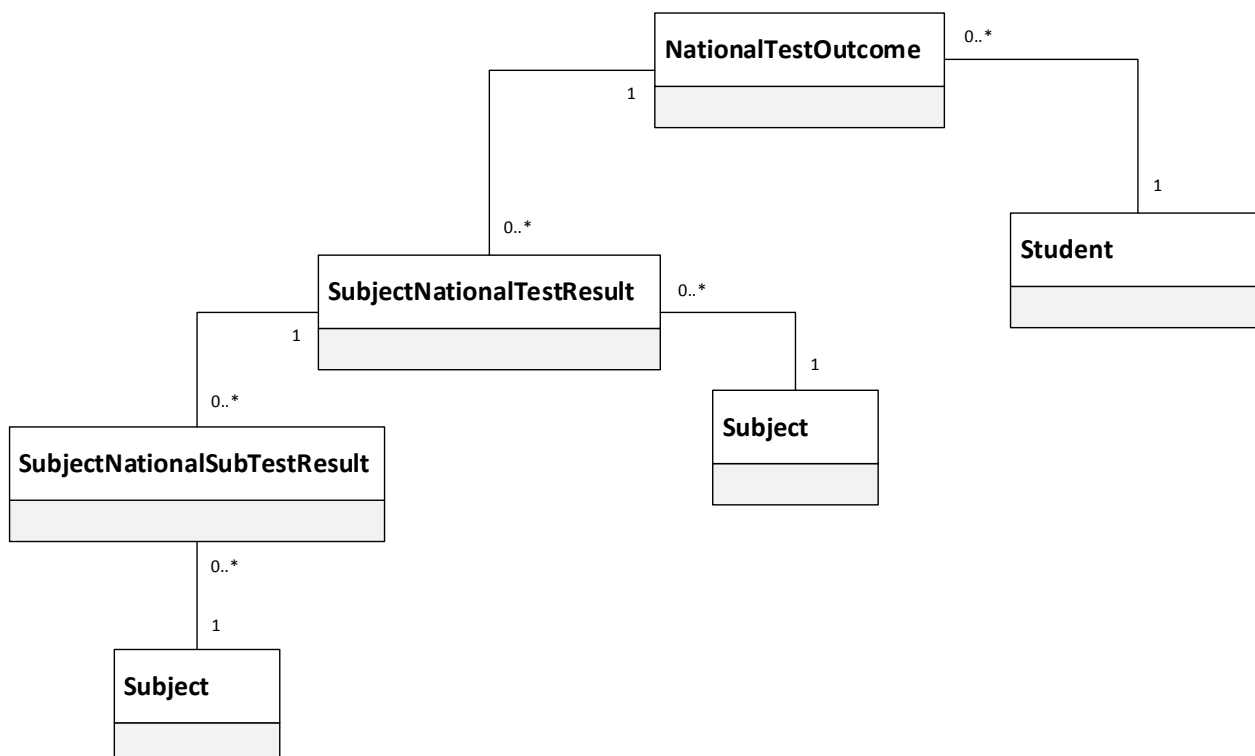 NationalTestOutcome
0..*
1
1
0..*
Student
SubjectNationalTestResult
0..*
1
1
0..*
Subject
SubjectNationalSubTestResult
0..*
1
Subject